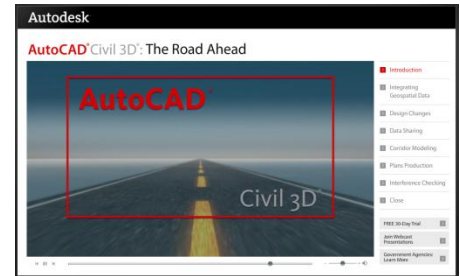 Autodesk
AutoCAD® Civil 3D®: The Road Ahead
AutoCAD®
Civil 3D®
Introduction
Integrating
Geospatial Data
Design Changes
Data Sharing
Corridor Modeling
Plans Production
Interference Checking
Close
FREE 30-Day Trial
Join Webcast
Presentations
Government Agencies:
Learn More